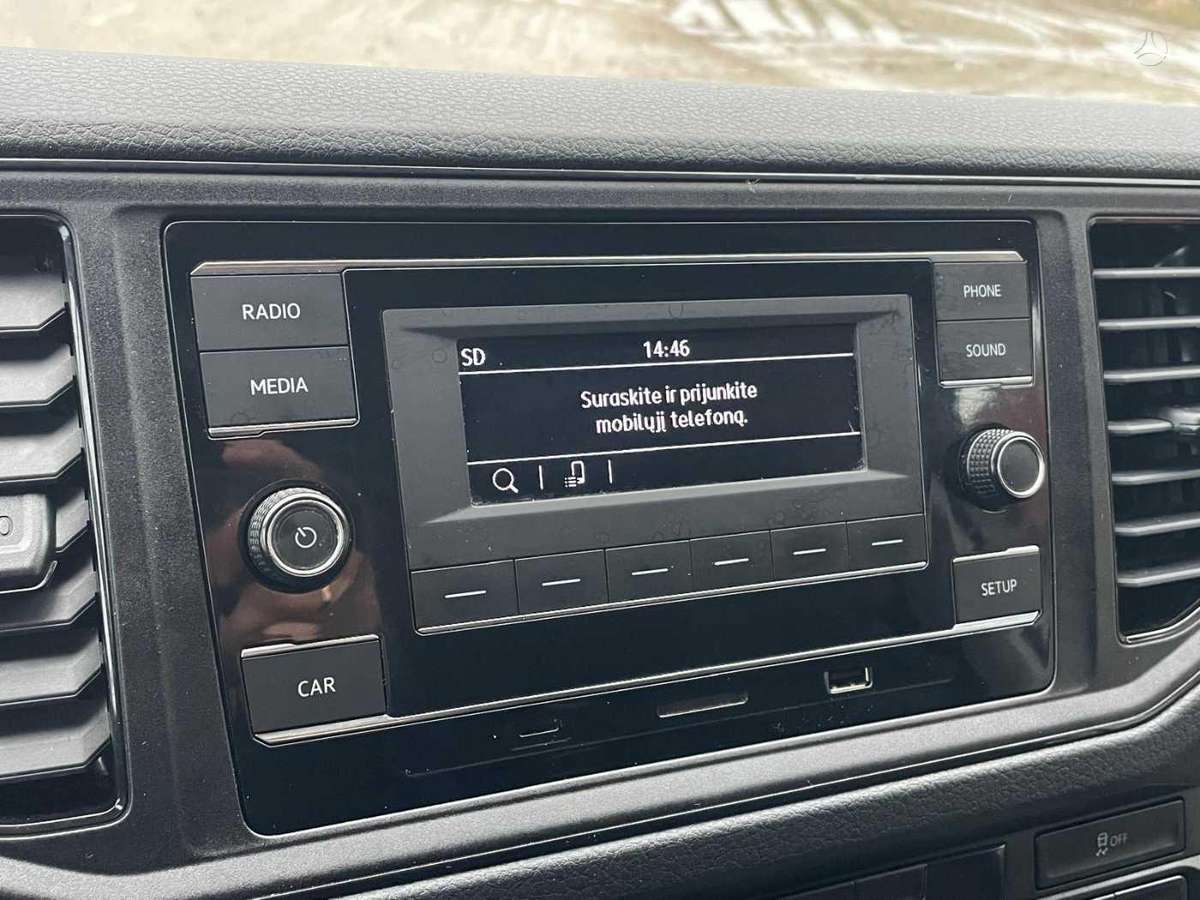 RADIO
MEDIA
SD
14:46
Suraskite ir prijunkite
mobilųjį telefoną.
PHONE
SOUND
SETUP
CAR
OFF